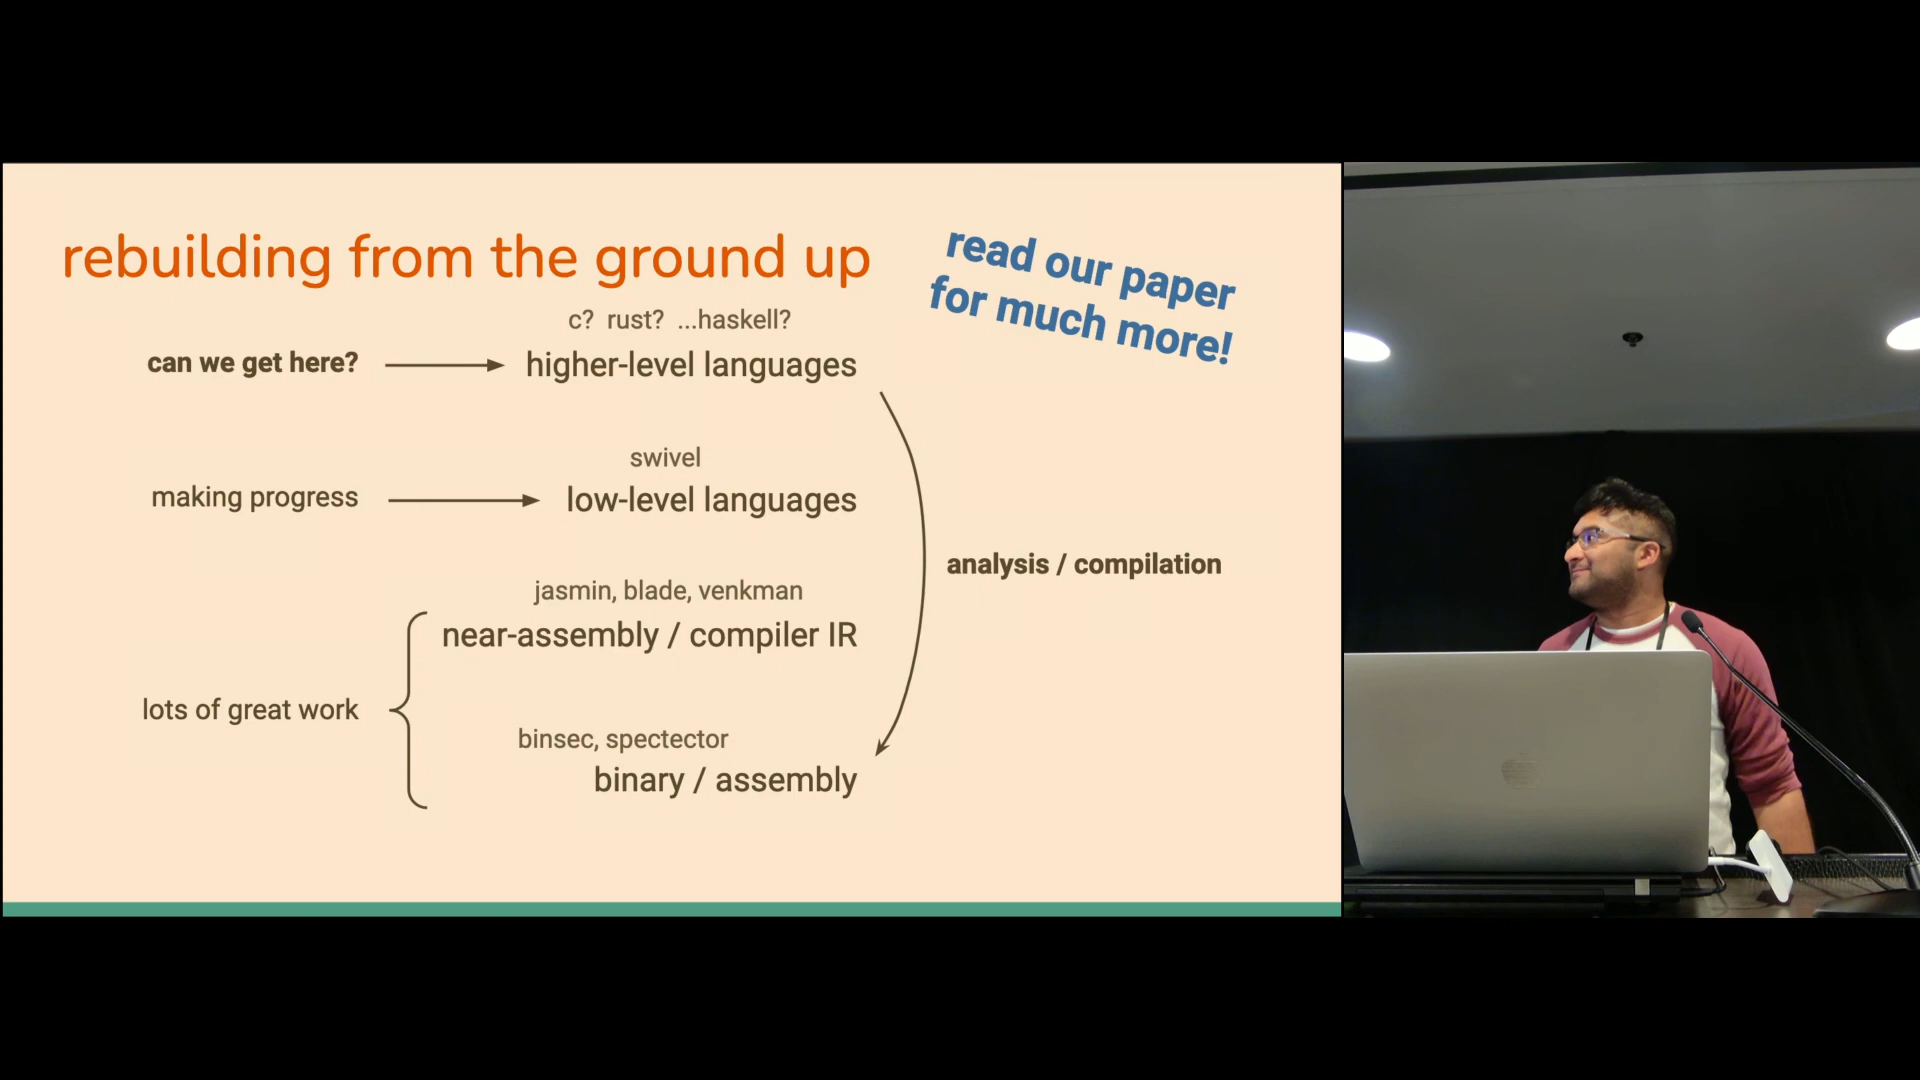 rebuilding from the ground up
read our paper
for much more!
c? rust? ...haskell?
can we get here?
higher-level languages
swivel
making progress
low-level languages
analysis / compilation
jasmin, blade, venkman
near-assembly / compiler IR
lots of great work
binsec, spectector
binary / assembly